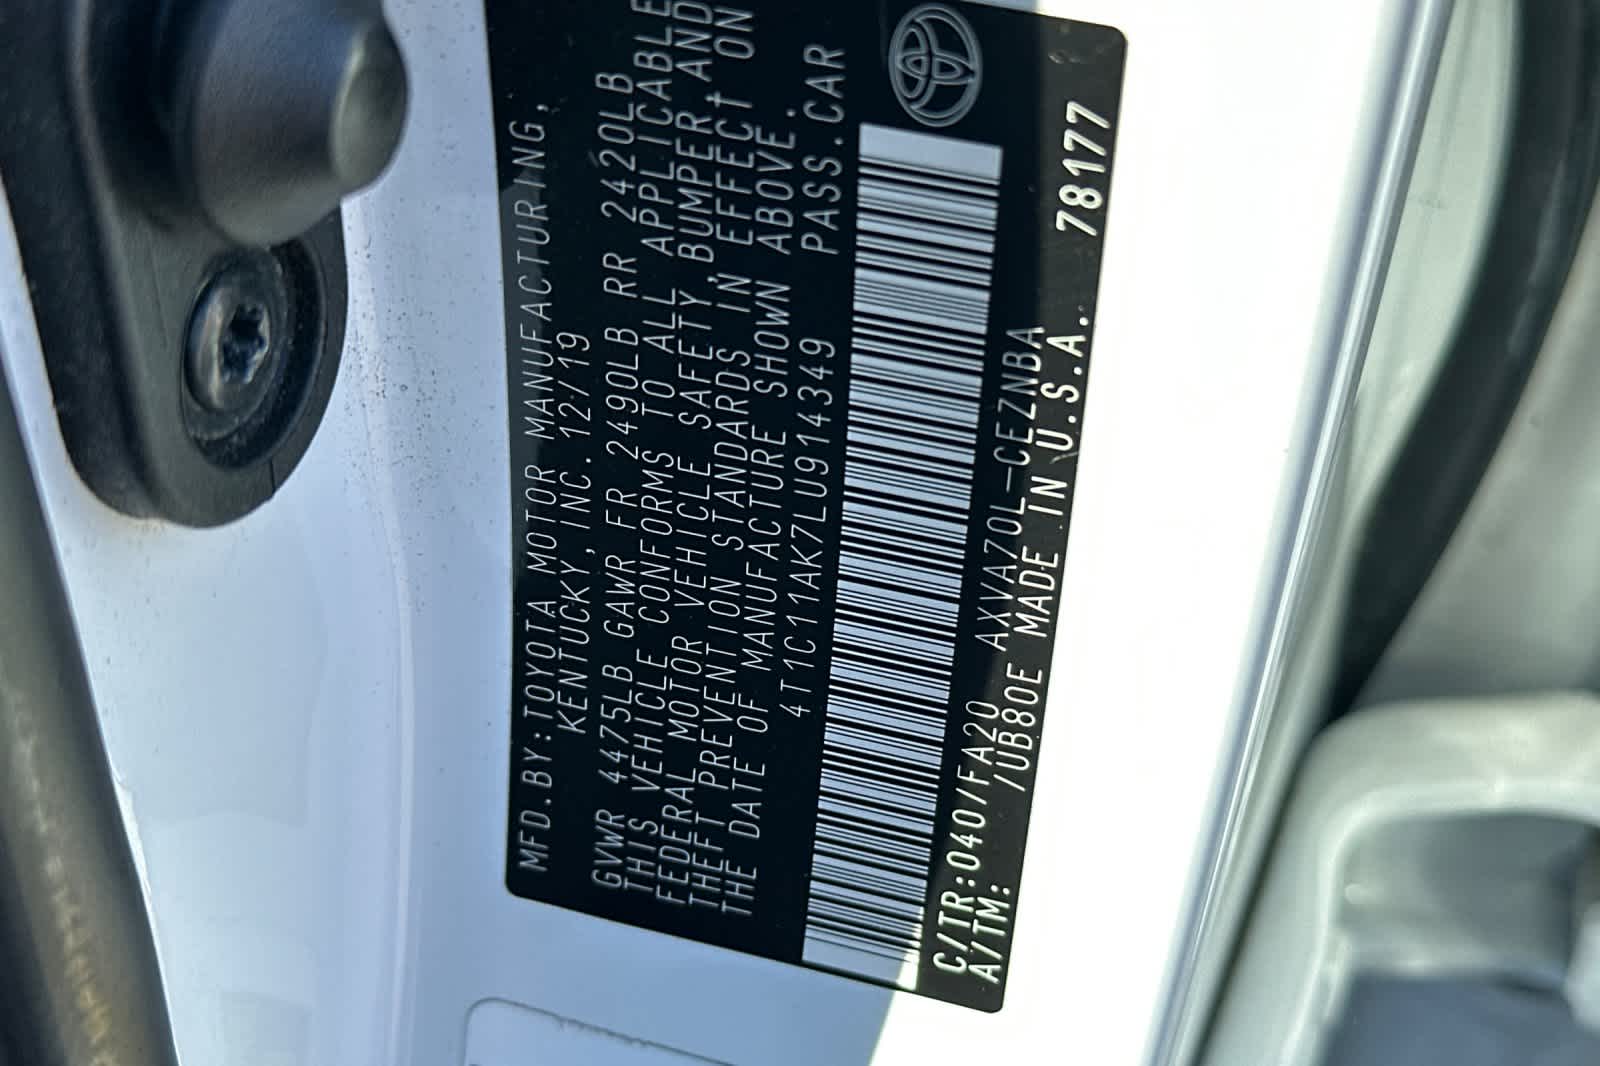 MFD.BY:TOYOTA MOTOR MANUFACTURING,
KENTUCKY, INC. 12/19
GVWR 4475LB GAWR FR 2490LB RR 2420LB
THIS VEHICLE CONFORMS TO ALL APPLICABLE
FEDERAL MOTOR VEHICLE SAFETY,BUMPER,AND
THEFT PREVENTION STANDARDS IN EFFECT ON
THE DATE OF MANUFACTURE SHOWN ABOVE.
4T1C11AK7LU914349 PASS.CAR
C/TR:040/FA20 AXVA70L-CEZNBA
A/TM: /UB80E MADE IN U.S.A. 78177